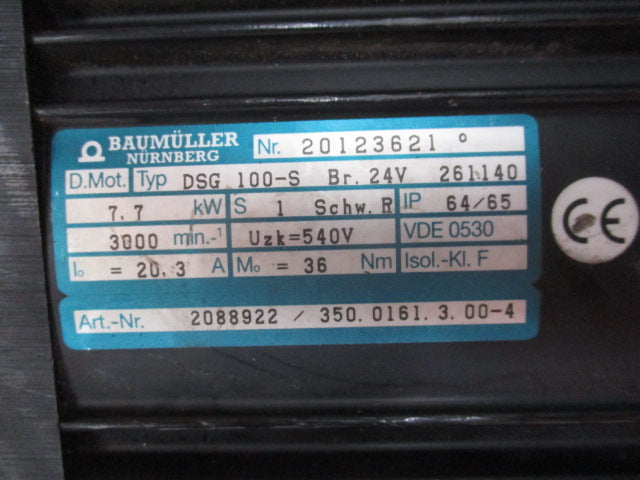 BAUMÜLLER NÜRNBERG Nr. 20123621 °
D.Mot. Typ DSG 100-S Br. 24V 261140
7,7 kW S 1 Schw. R IP 64/65
3000 min.-¹ Uzk=540V VDE 0530
I₀ = 20,3 A M₀ = 36 Nm Isol.-Kl. F
Art.-Nr. 2088922 / 350.0161.3.00-4
CE